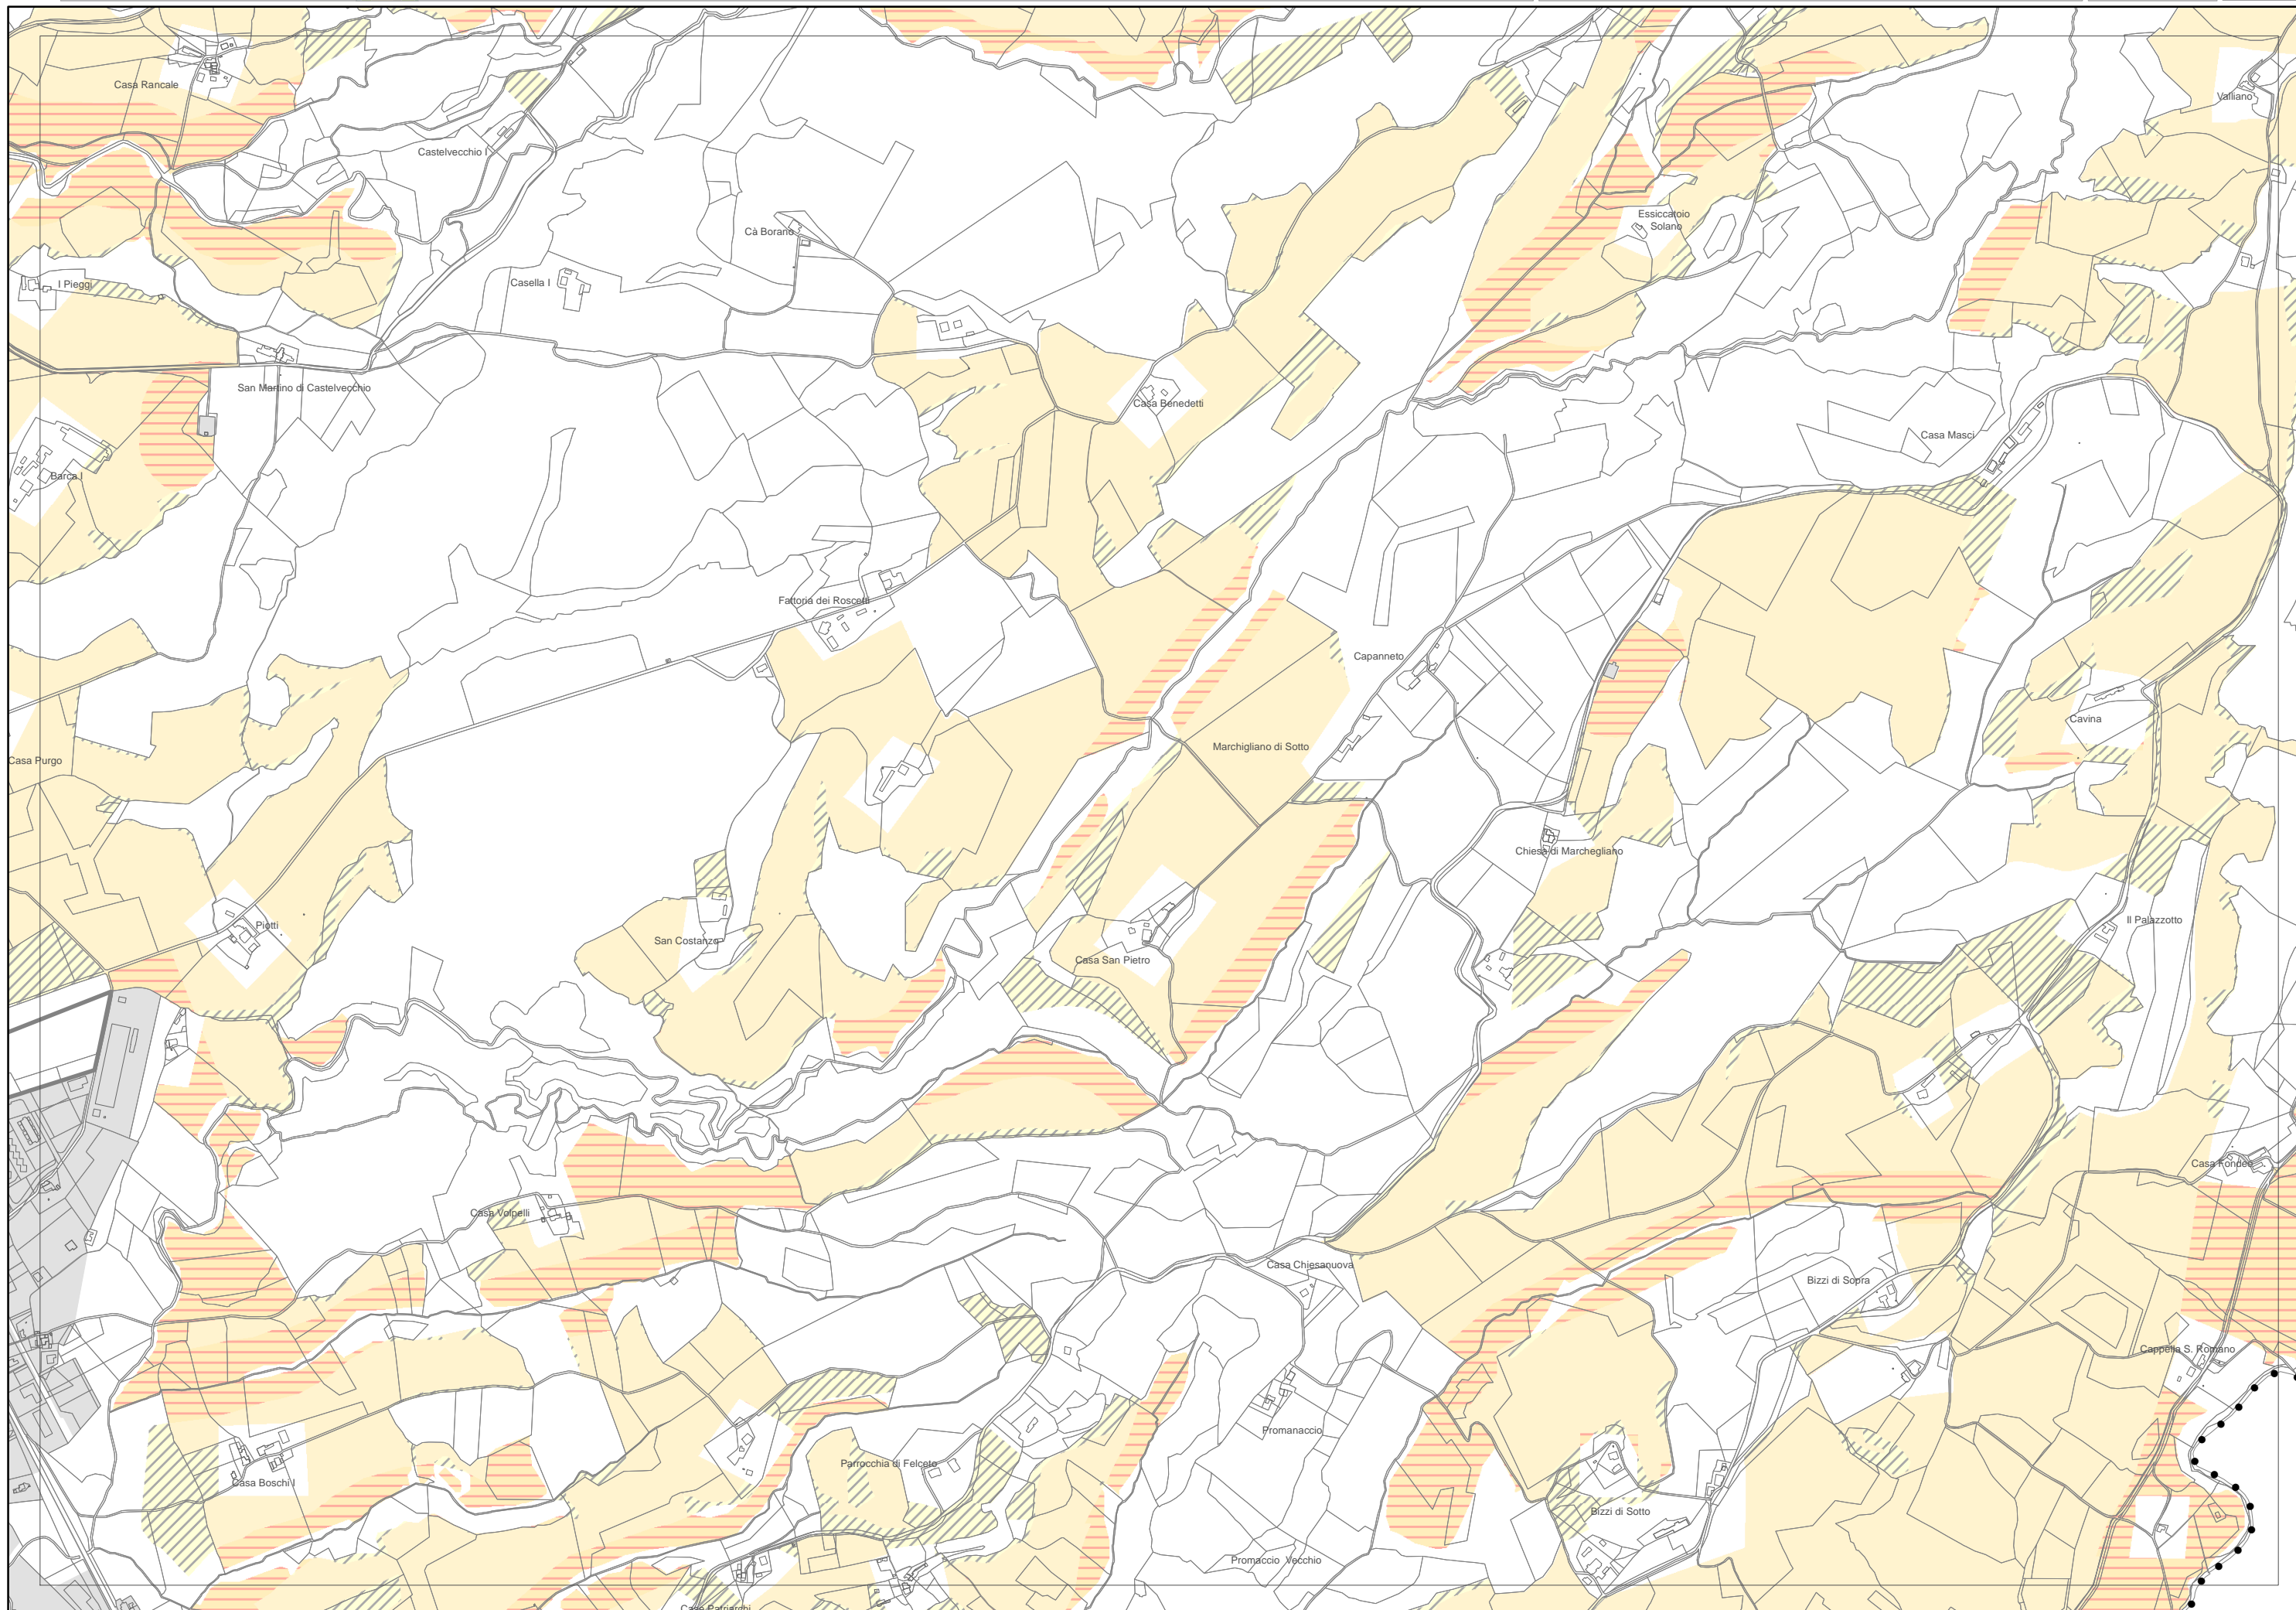 Casa Rancale
Valliano
Castelvecchio I
Essiccatoio
Solano
Cà Borano
I Pieggi
Casella I
San Martino di Castelvecchio
Casa Benedetti
Casa Masci
Barca I
Fattoria dei Roscetti
Capanneto
Cavina
Marchigliano di Sotto
Casa Purgo
Chiesa di Marchegliano
Il Palazzotto
Piotti
San Costanzo
Casa San Pietro
Casa Fondeo
Casa Volpelli
Casa Chiesanuova
Bizzi di Sopra
Cappella S. Romano
Promanaccio
Parrocchia di Felceto
Casa Boschi I
Bizzi di Sotto
Promaccio Vecchio
Case Patriarchi